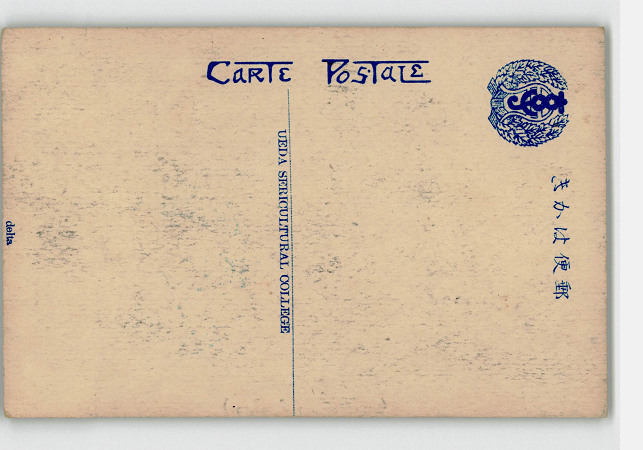 CARTE POSTALE
郵便はかき
UEDA SERICULTURAL COLLEGE
delta